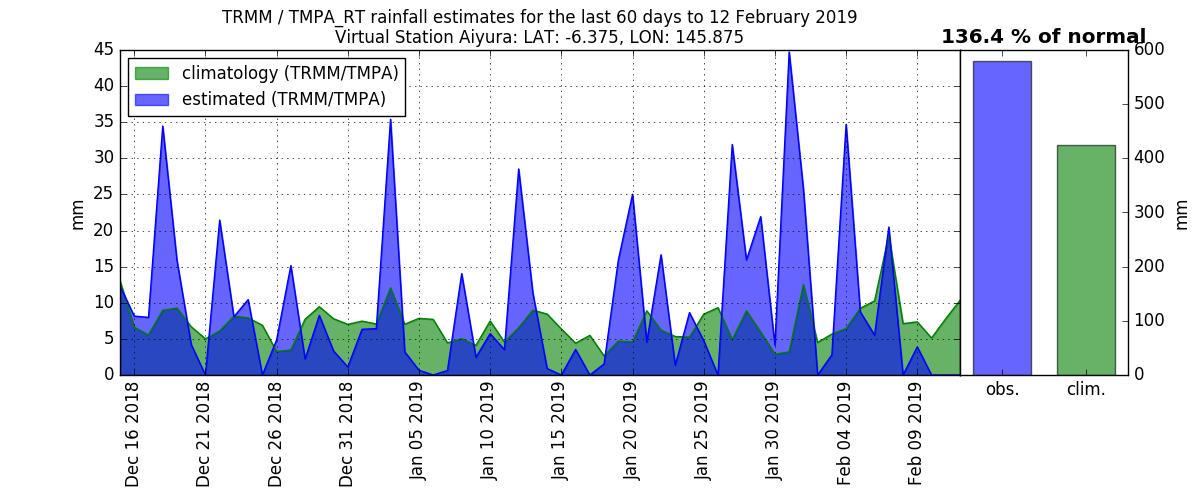 TRMM / TMPA_RT rainfall estimates for the last 60 days to 12 February 2019
Virtual Station Aiyura: LAT: -6.375, LON: 145.875
136.4 % of normal
climatology (TRMM/TMPA)
estimated (TRMM/TMPA)
mm
45
40
35
30
25
20
15
10
5
0
Dec 16 2018
Dec 21 2018
Dec 26 2018
Dec 31 2018
Jan 05 2019
Jan 10 2019
Jan 15 2019
Jan 20 2019
Jan 25 2019
Jan 30 2019
Feb 04 2019
Feb 09 2019
obs.
clim.
600
500
400
300
200
100
0
mm